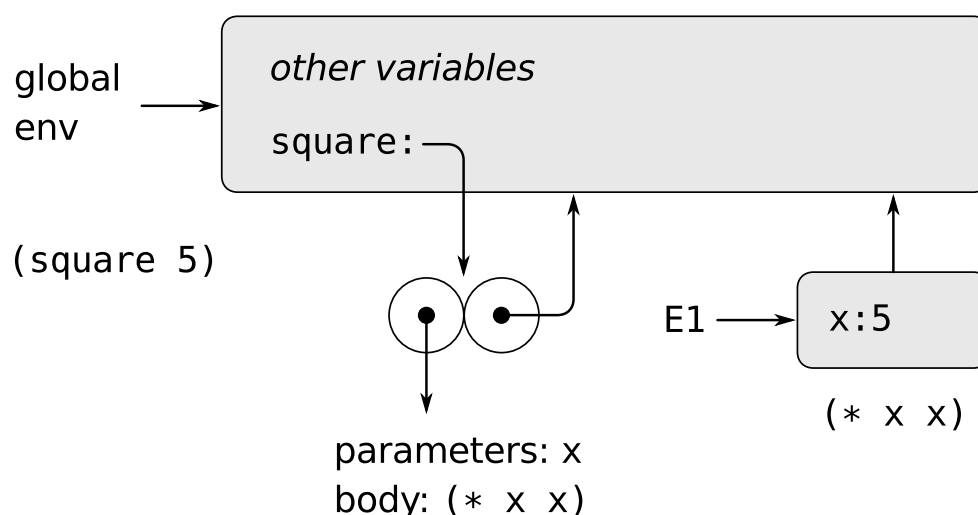 other variables
global
env
square:
(square 5)
E1
x:5
(* x x)
parameters: x
body: (* x x)